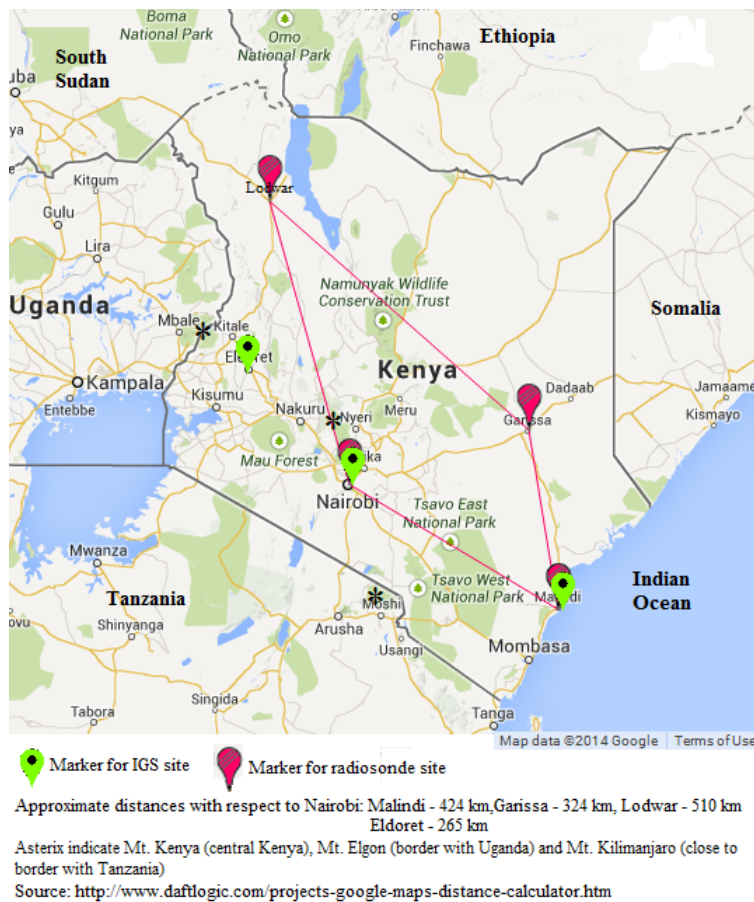 Boma
National Park
Omo
National Park
Ethiopia
Finchawa
South
Sudan
uba
Lodwar
Kitgum
Gulu
Lira
Namunyak Wildlife
Conservation Trust
Uganda
Somalia
Mbale
Kitale
Kenya
Eldoret
Kampala
Dadaab
Jamaame
Entebbe
Kisumu
Nakuru
Nyeri
Meru
Garissa
Kismayo
Mau Forest
ika
Nairobi
Tsavo East
National Park
Mwanza
Tsavo West
National Park
Malindi
Indian
Ocean
Tanzania
Moshi
ovu
Shinyanga
Arusha
Usangi
Mombasa
Singida
Tabora
Tanga
Map data ©2014 Google
Terms of Use
Marker for IGS site
Marker for radiosonde site
Approximate distances with respect to Nairobi: Malindi - 424 km,Garissa - 324 km, Lodwar - 510 km
Eldoret - 265 km
Asterix indicate Mt. Kenya (central Kenya), Mt. Elgon (border with Uganda) and Mt. Kilimanjaro (close to
border with Tanzania)
Source: http://www.daftlogic.com/projects-google-maps-distance-calculator.htm